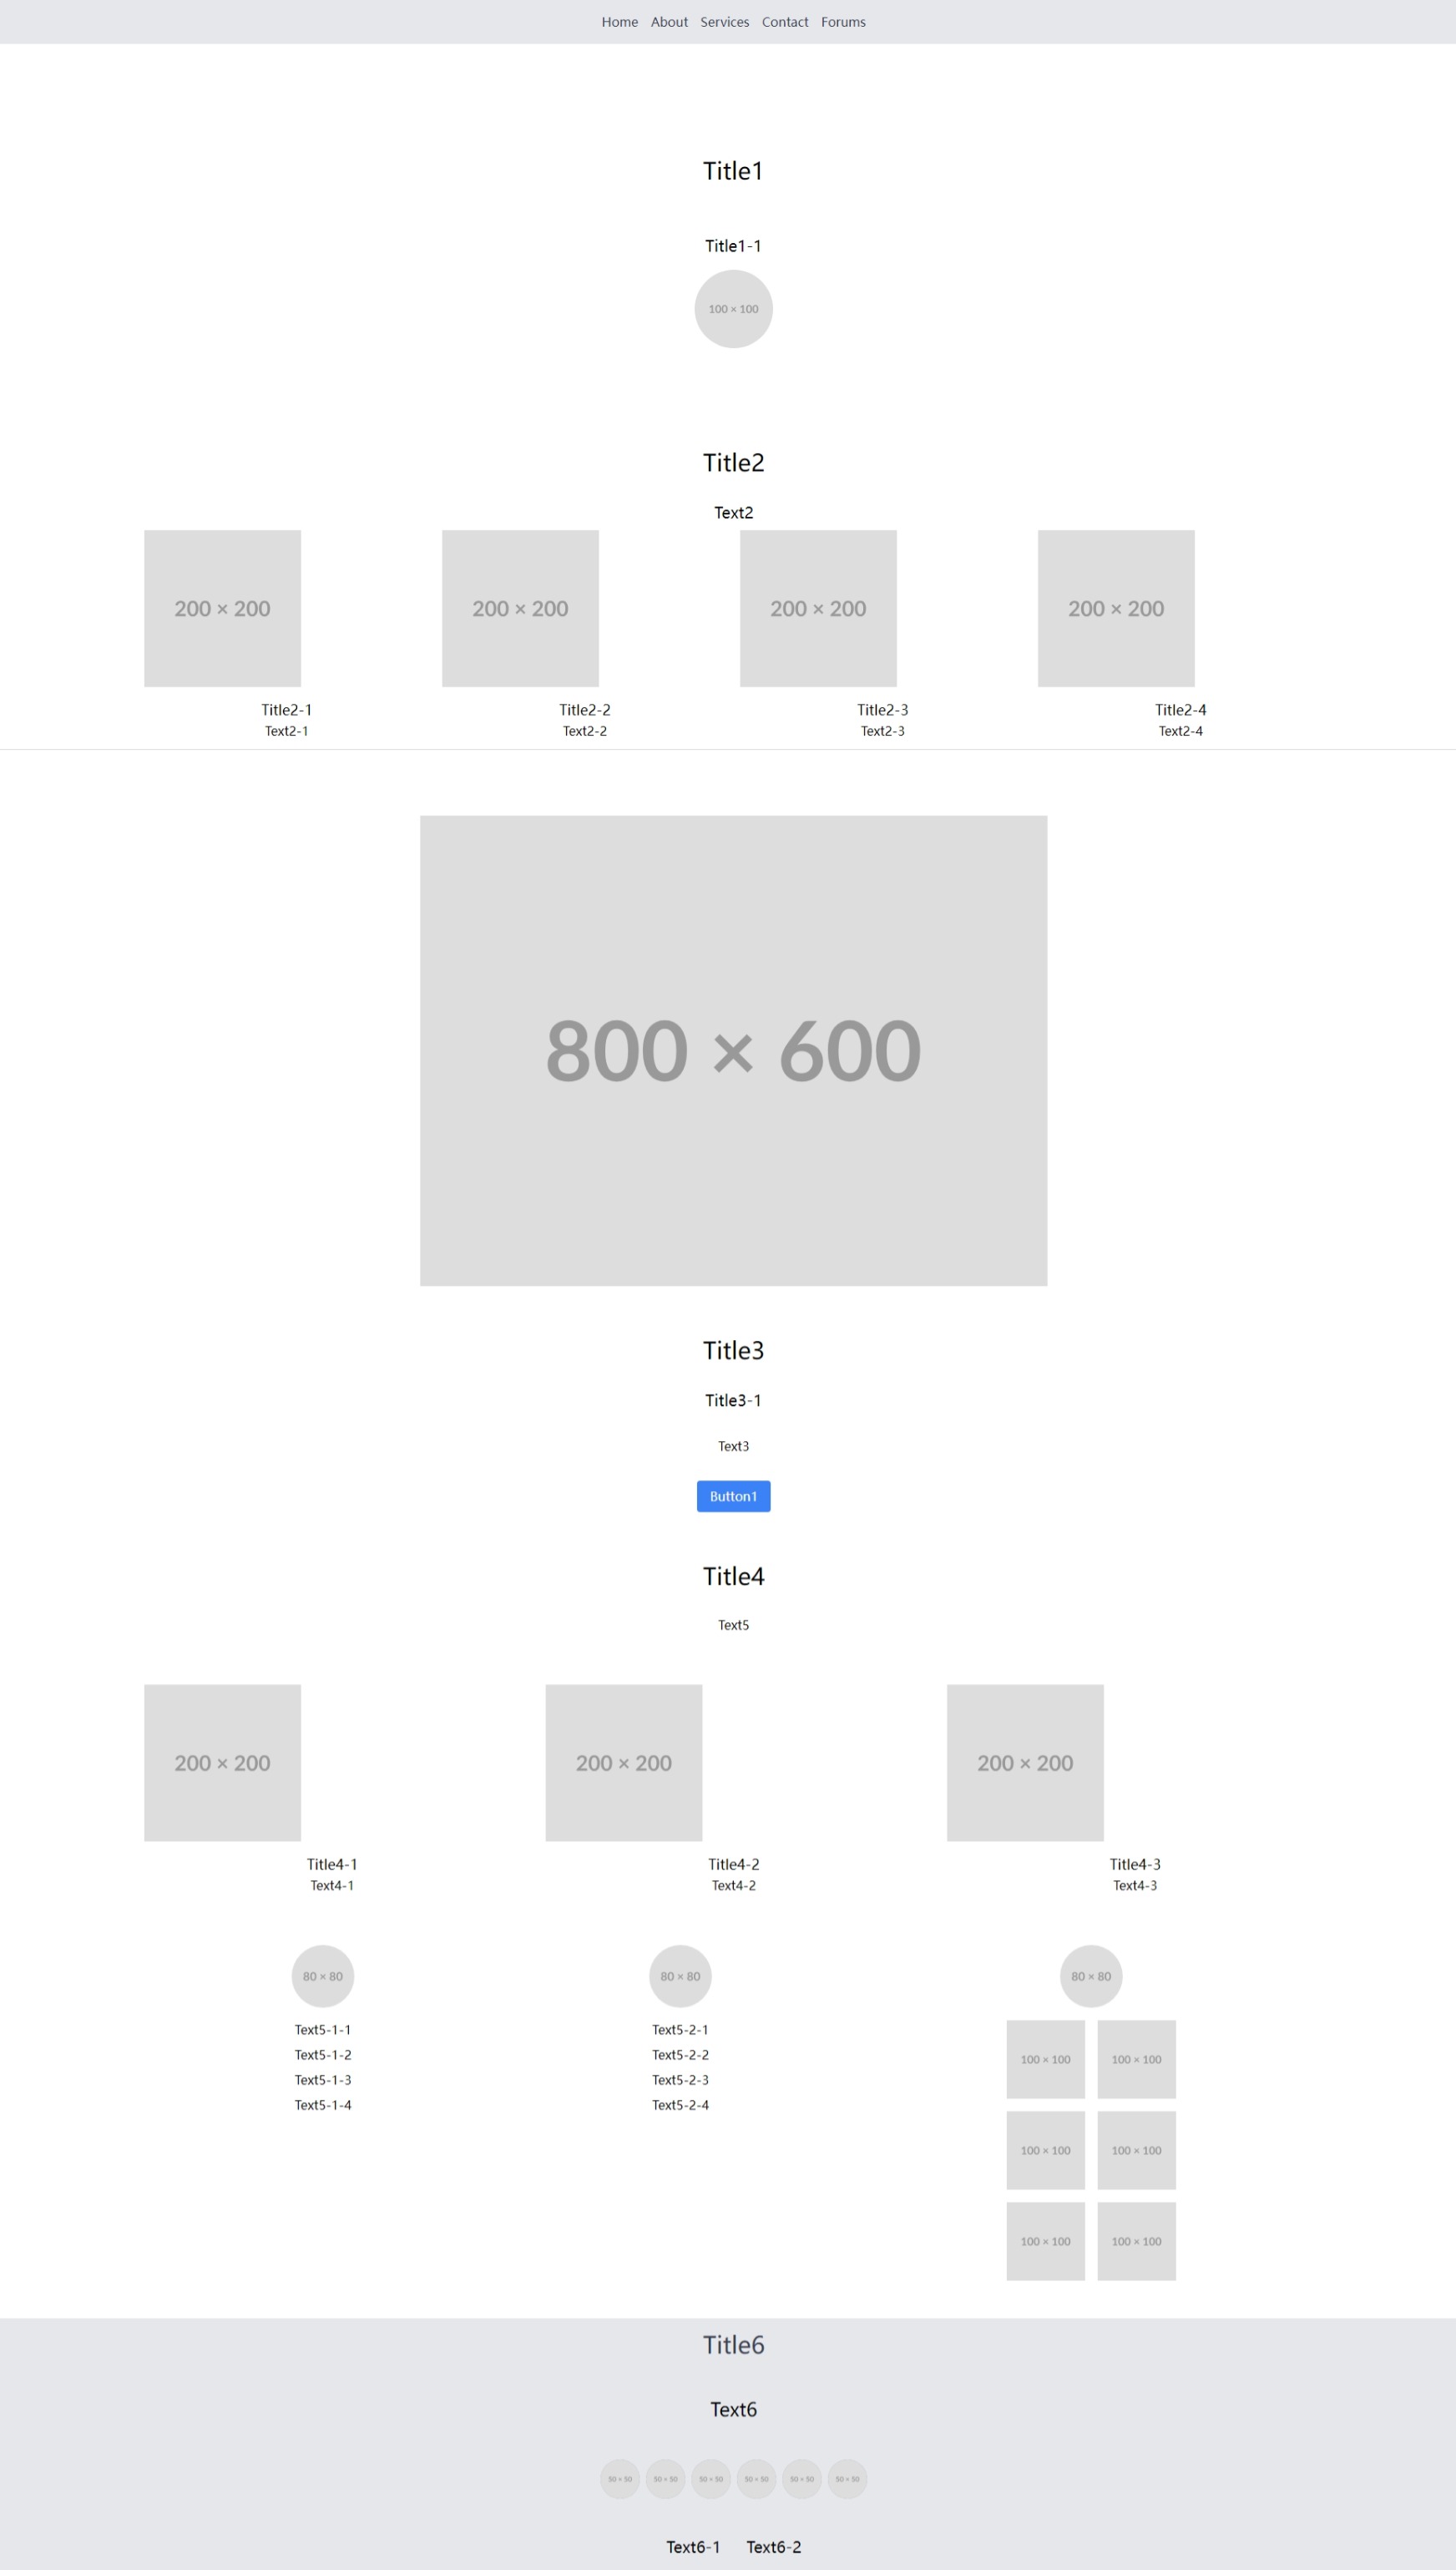 Home About Services Contact Forums
Title1
Title1-1
100 × 100
Title2
Text2
200 × 200 200 × 200 200 × 200 200 × 200
Title2-1 Title2-2 Title2-3 Title2-4
Text2-1 Text2-2 Text2-3 Text2-4
800 × 600
Title3
Title3-1
Text3
Button1
Title4
Text5
200 × 200 200 × 200 200 × 200
Title4-1 Title4-2 Title4-3
Text4-1 Text4-2 Text4-3
80 × 80 80 × 80 80 × 80
Text5-1-1 Text5-2-1
Text5-1-2 Text5-2-2
Text5-1-3 Text5-2-3
Text5-1-4 Text5-2-4
100 × 100 100 × 100
100 × 100 100 × 100
100 × 100 100 × 100
Title6
Text6
50 × 50 50 × 50 50 × 50 50 × 50 50 × 50 50 × 50
Text6-1 Text6-2